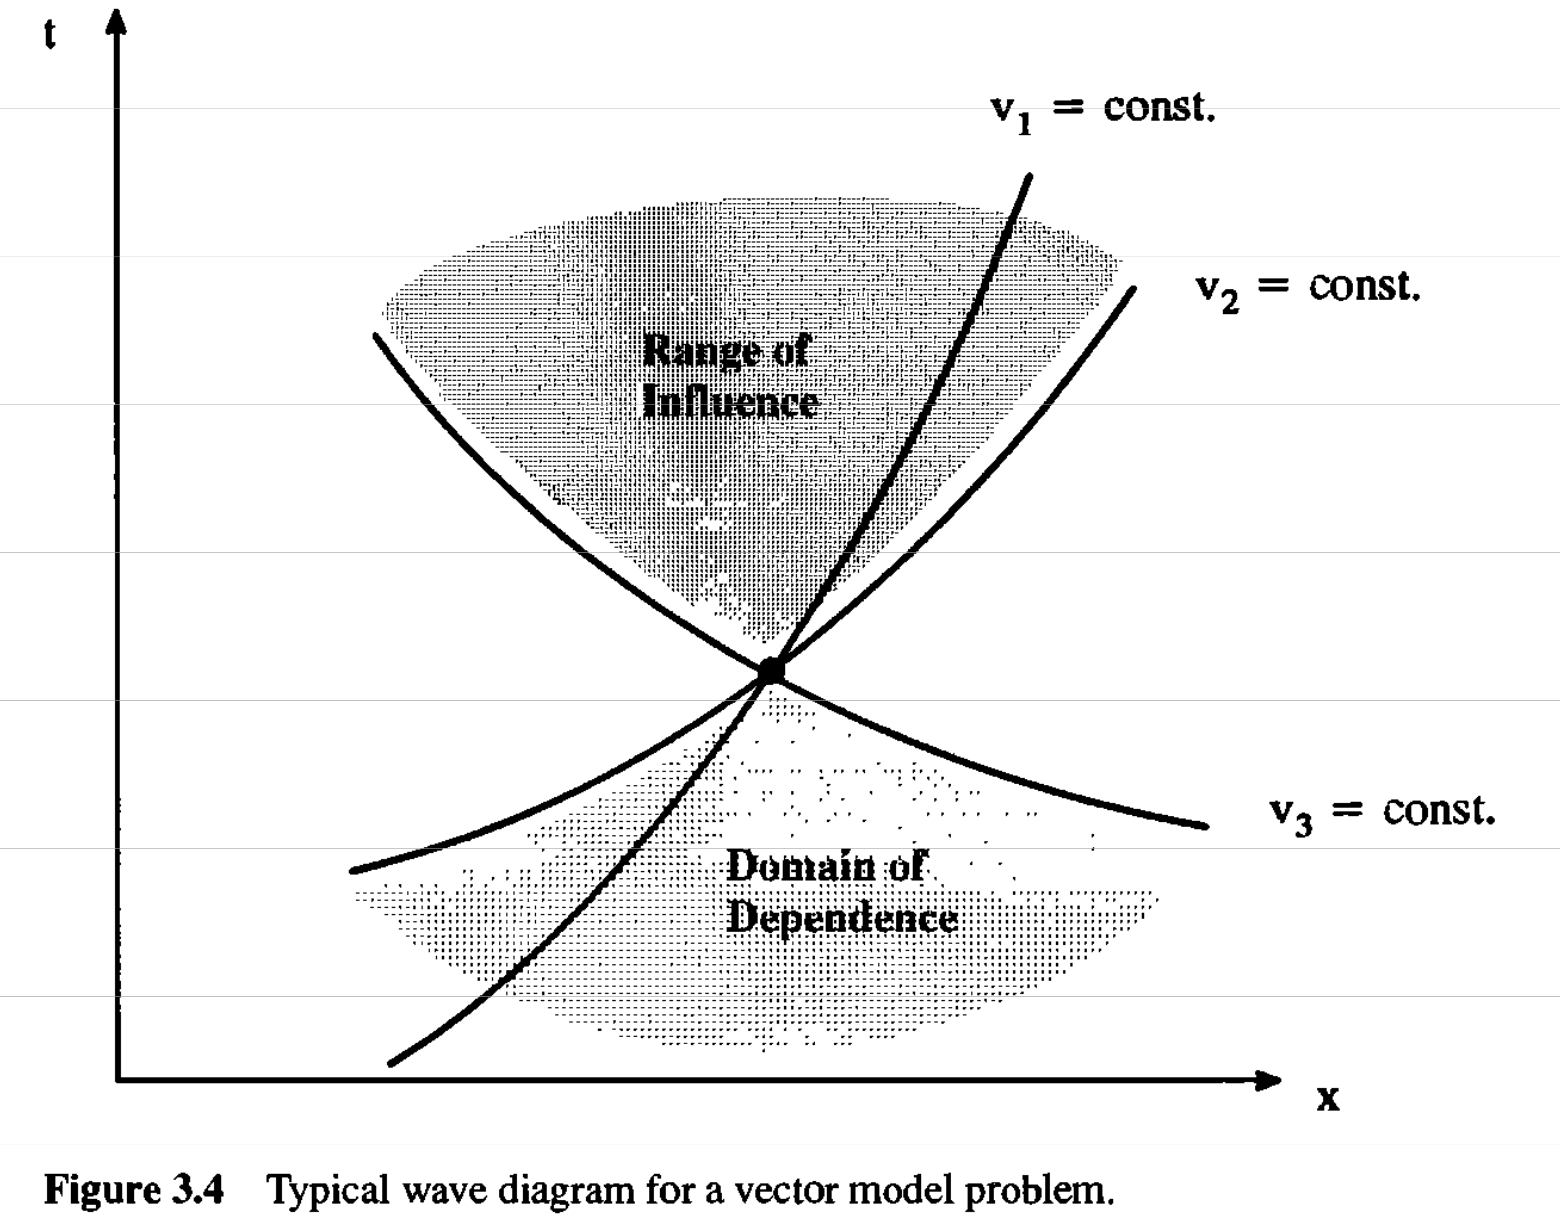 t
v₁ = const.
v₂ = const.
Range of
Influence
v₃ = const.
Domain of
Dependence
x
Figure 3.4 Typical wave diagram for a vector model problem.